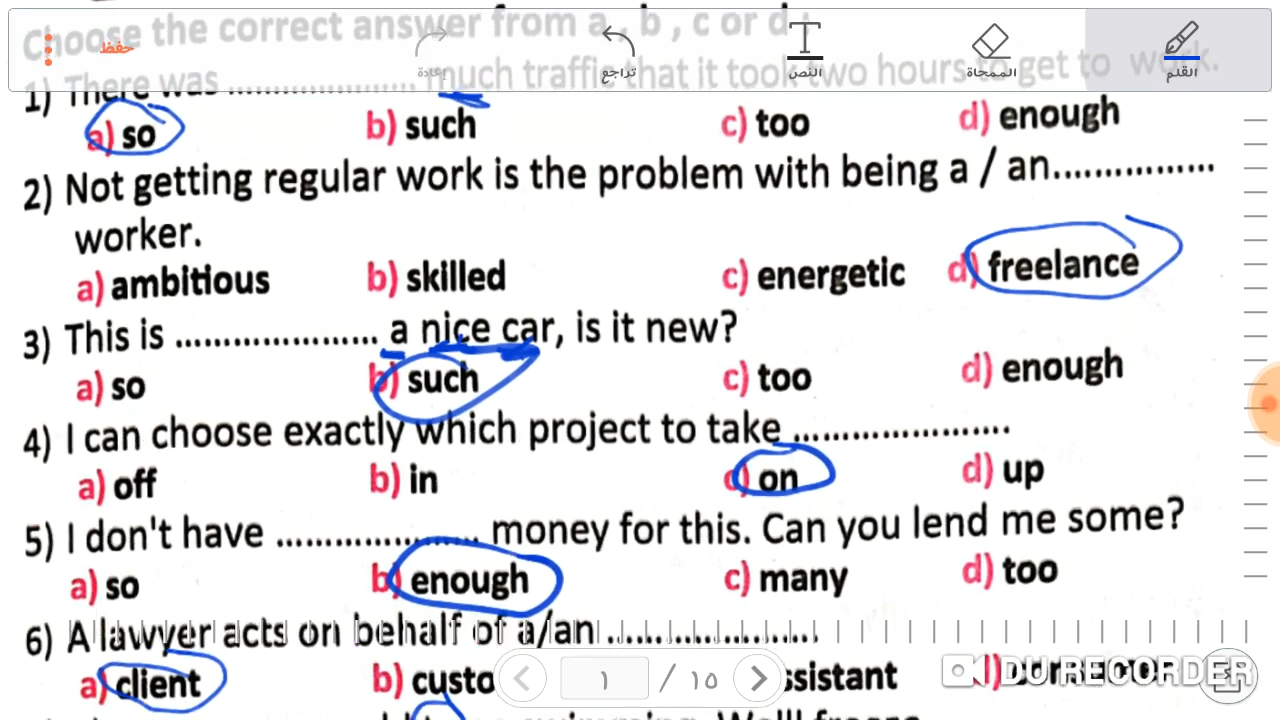 Choose the correct answer from a , b , c or d ;
حفظ
إعادة
تراجع
النص
الممحاة
القلم
1) There was .................... much traffic that it took two hours to get to work.
a) so b) such c) too d) enough
2) Not getting regular work is the problem with being a / an................
worker.
a) ambitious b) skilled c) energetic d) freelance
3) This is ..................... a nice car, is it new?
a) so b) such c) too d) enough
4) I can choose exactly which project to take ......................
a) off b) in c) on d) up
5) I don't have ..................... money for this. Can you lend me some?
a) so b) enough c) many d) too
6) A lawyer acts on behalf of a/an .....................
a) client b) custo ssistant d)
١ / ١٥
DU RECORDER